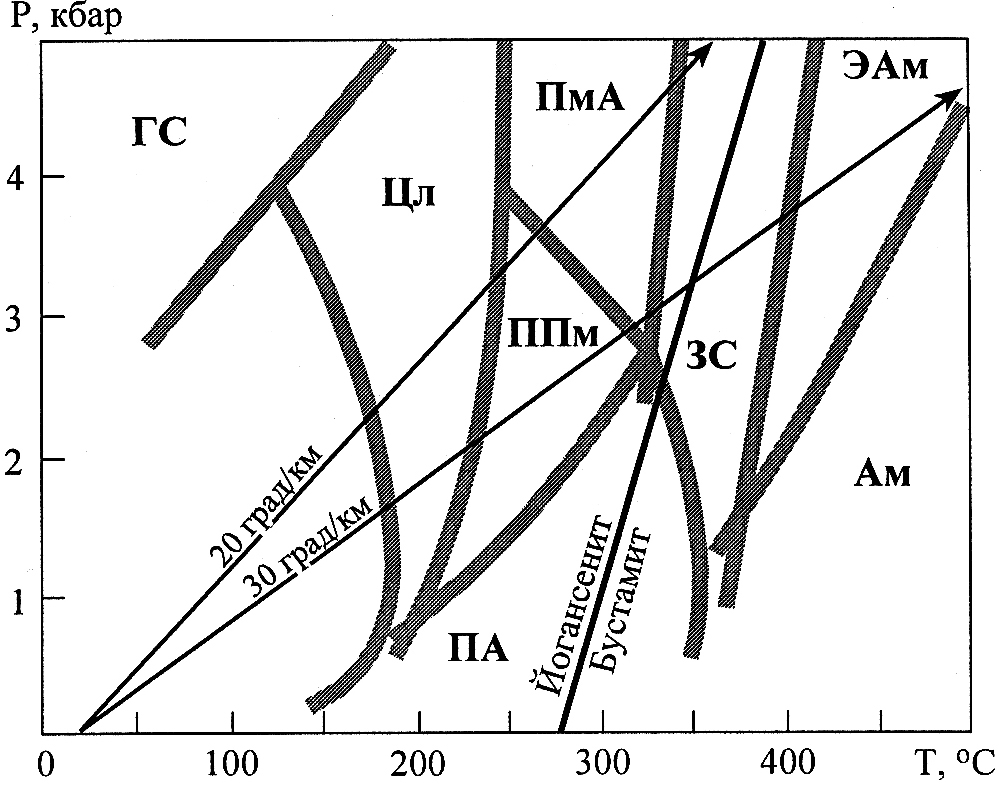 P, кбар
ЭАм
ПмА
ГС
4
Цл
3
ППм
ЗС
2
Ам
20 град/км
30 град/км
Йогансенит
Бустамит
1
ПА
0
100
200
300
400
T, °C